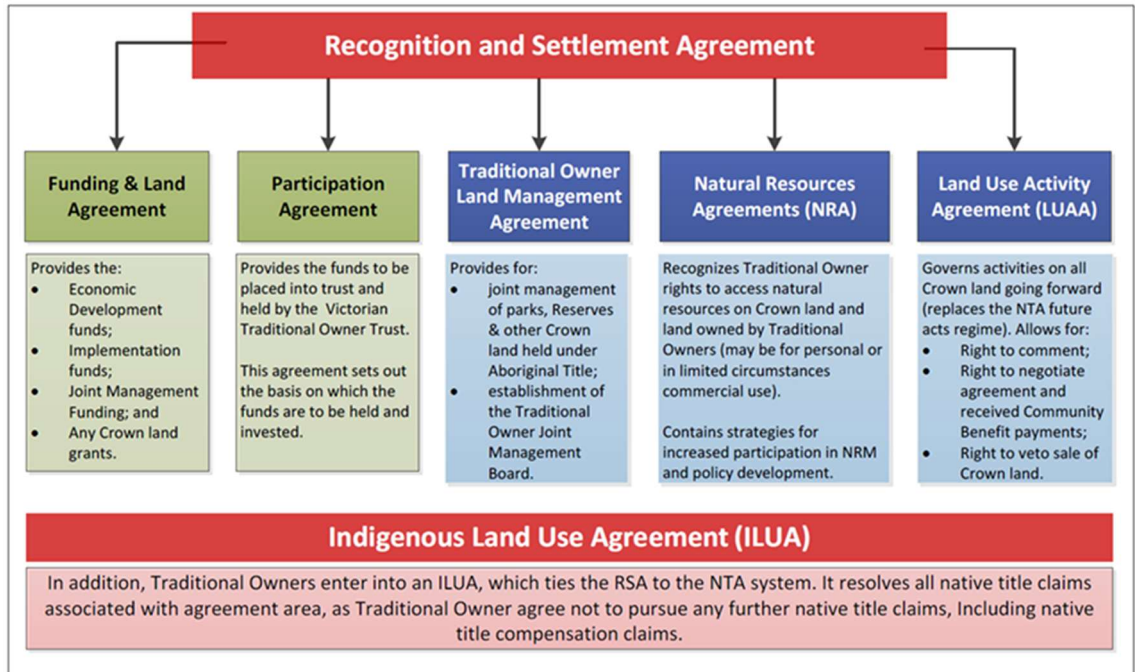 Recognition and Settlement Agreement
Funding & Land
Agreement
Provides the:
• Economic
Development
funds;
• Implementation
funds;
• Joint Management
Funding; and
• Any Crown land
grants.
Participation
Agreement
Provides the funds to be
placed into trust and
held by the Victorian
Traditional Owner Trust.
This agreement sets out
the basis on which the
funds are to be held and
invested.
Traditional Owner
Land Management
Agreement
Provides for:
• joint management
of parks, Reserves
& other Crown
land held under
Aboriginal Title;
• establishment of
the Traditional
Owner Joint
Management
Board.
Natural Resources
Agreements (NRA)
Recognizes Traditional Owner
rights to access natural
resources on Crown land and
land owned by Traditional
Owners (may be for personal or
in limited circumstances
commercial use).
Contains strategies for
increased participation in NRM
and policy development.
Land Use Activity
Agreement (LUAA)
Governs activities on all
Crown land going forward
(replaces the NTA future
acts regime). Allows for:
• Right to comment;
• Right to negotiate
agreement and
received Community
Benefit payments;
• Right to veto sale of
Crown land.
Indigenous Land Use Agreement (ILUA)
In addition, Traditional Owners enter into an ILUA, which ties the RSA to the NTA system. It resolves all native title claims
associated with agreement area, as Traditional Owner agree not to pursue any further native title claims, Including native
title compensation claims.